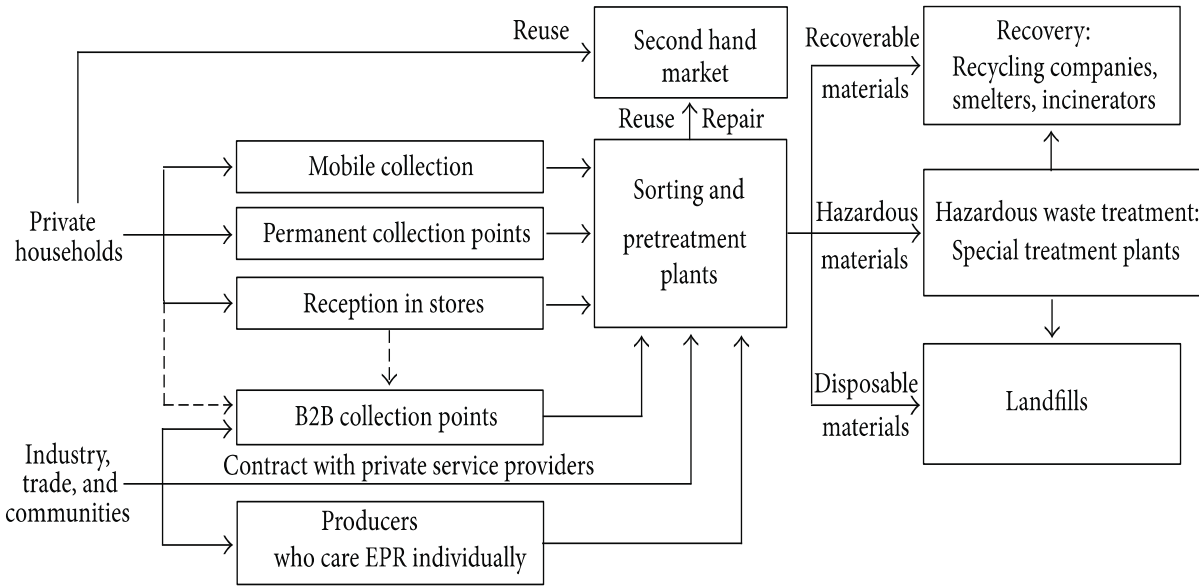 Reuse
Second hand
market
Recoverable
materials
Recovery:
Recycling companies,
smelters, incinerators
Reuse
Repair
Mobile collection
Sorting and
pretreatment
plants
Private
households
Permanent collection points
Hazardous
materials
Hazardous waste treatment:
Special treatment plants
Reception in stores
B2B collection points
Disposable
materials
Landfills
Industry,
trade, and
communities
Contract with private service providers
Producers
who care EPR individually